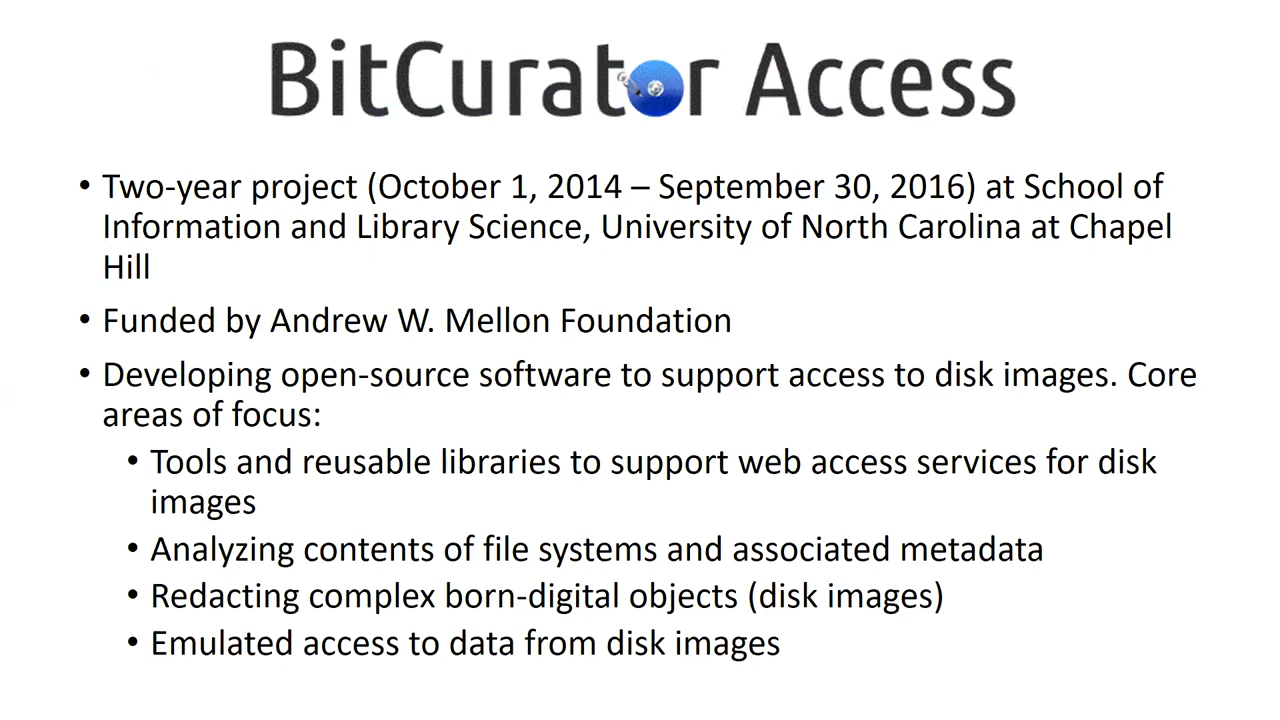 BitCurator Access
• Two-year project (October 1, 2014 – September 30, 2016) at School of
Information and Library Science, University of North Carolina at Chapel
Hill
• Funded by Andrew W. Mellon Foundation
• Developing open-source software to support access to disk images. Core
areas of focus:
• Tools and reusable libraries to support web access services for disk
images
• Analyzing contents of file systems and associated metadata
• Redacting complex born-digital objects (disk images)
• Emulated access to data from disk images